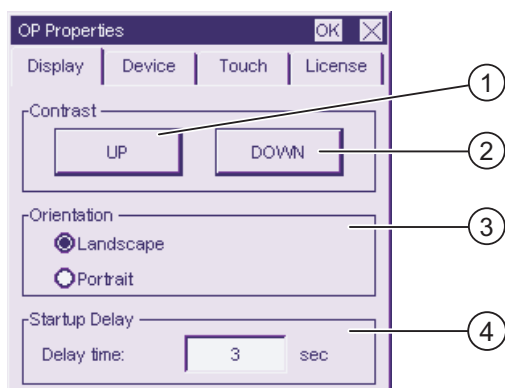 OP Properties OK
Display Device Touch License
Contrast
UP DOWN
1
2
Orientation
Landscape
Portrait
3
Startup Delay
Delay time: 3 sec
4